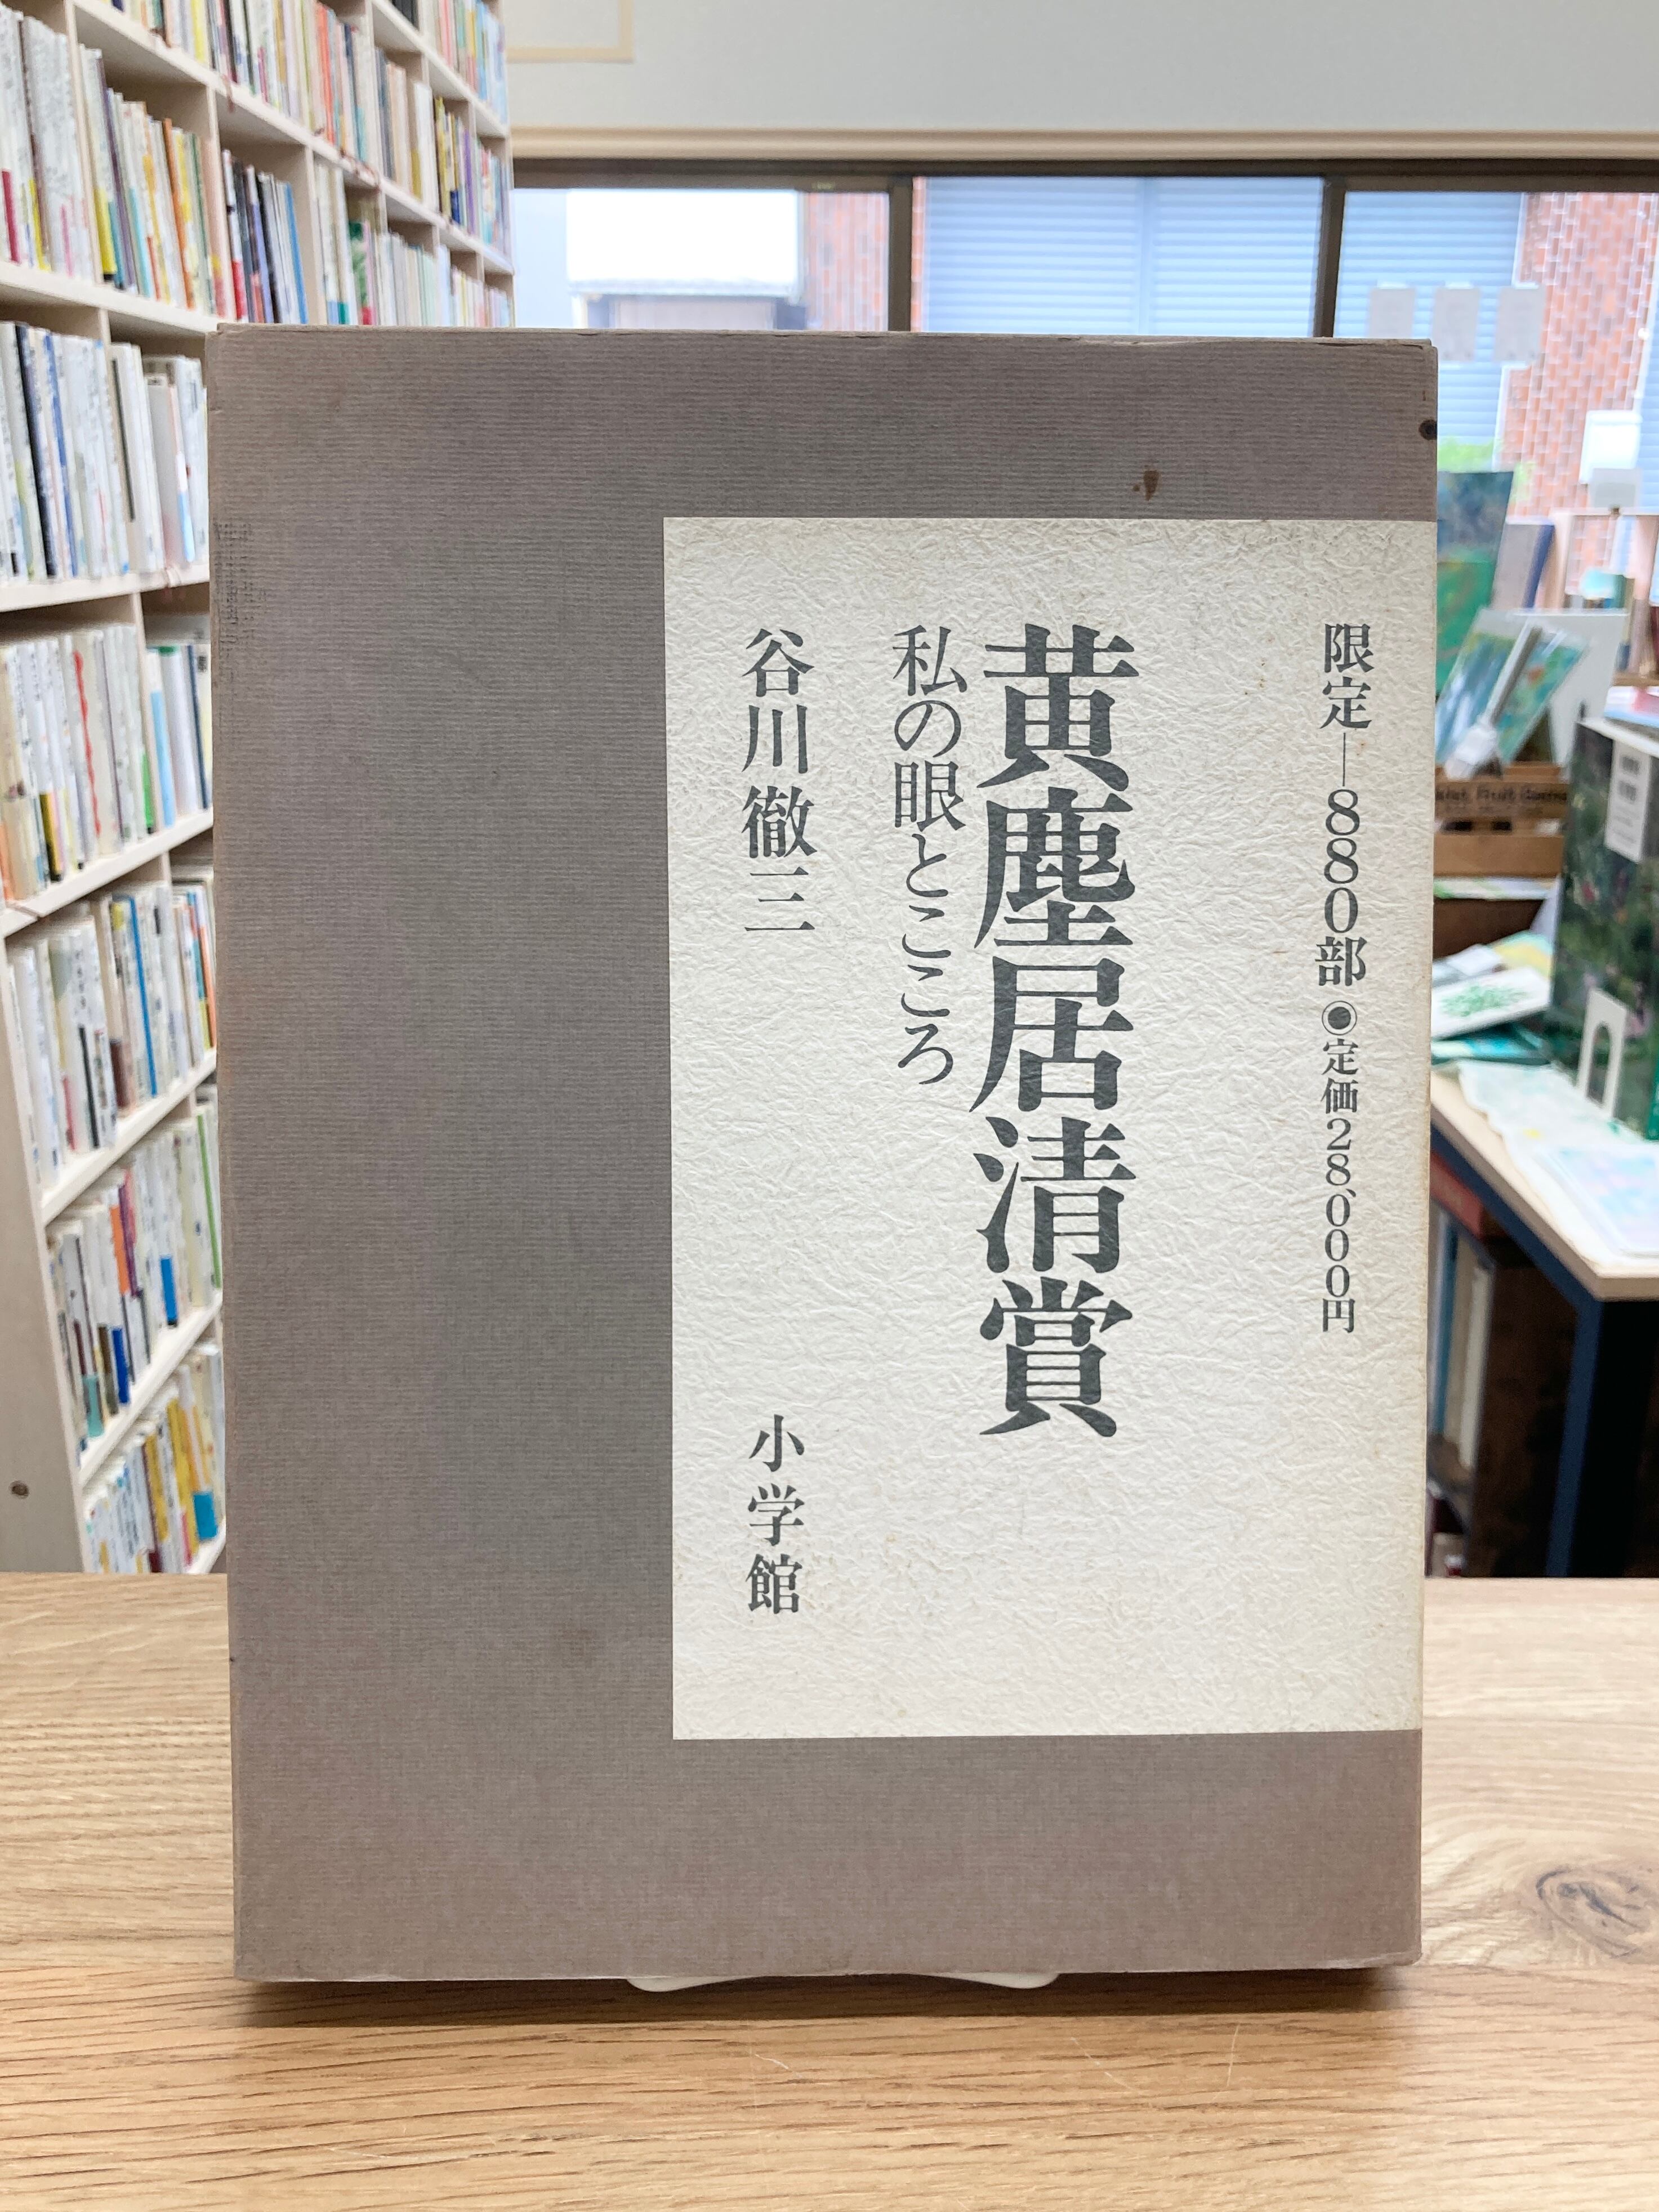 限定―880部◉定価28,000円
黄塵居清賞
私の眼とこころ
谷川徹三
小学館